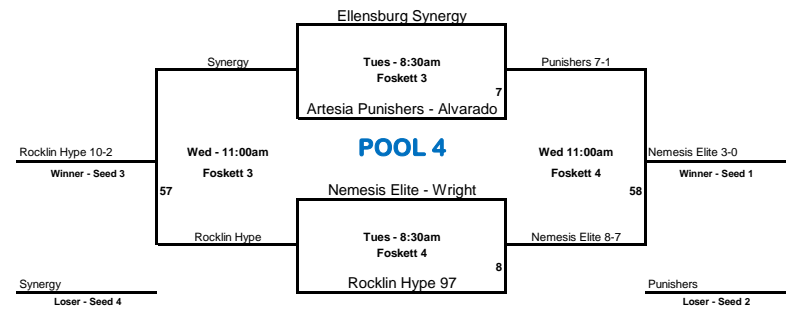 Ellensburg Synergy
Synergy
Tues - 8:30am
Foskett 3
7
Punishers 7-1
Artesia Punishers - Alvarado
Rocklin Hype 10-2
Winner - Seed 3
Wed - 11:00am
Foskett 3
57
POOL 4
Wed 11:00am
Foskett 4
58
Nemesis Elite 3-0
Winner - Seed 1
Nemesis Elite - Wright
Rocklin Hype
Tues - 8:30am
Foskett 4
8
Nemesis Elite 8-7
Rocklin Hype 97
Synergy
Loser - Seed 4
Punishers
Loser - Seed 2